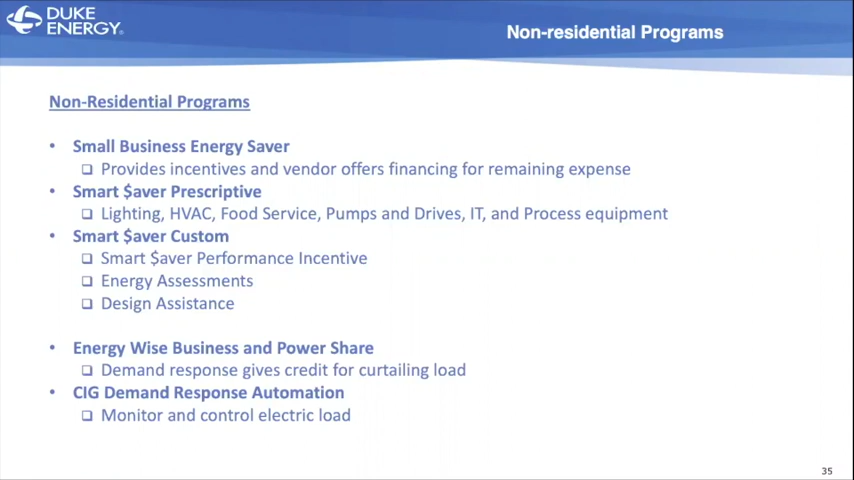 DUKE
ENERGY®
Non-residential Programs
Non-Residential Programs
• Small Business Energy Saver
❑ Provides incentives and vendor offers financing for remaining expense
• Smart $aver Prescriptive
❑ Lighting, HVAC, Food Service, Pumps and Drives, IT, and Process equipment
• Smart $aver Custom
❑ Smart $aver Performance Incentive
❑ Energy Assessments
❑ Design Assistance
• Energy Wise Business and Power Share
❑ Demand response gives credit for curtailing load
• CIG Demand Response Automation
❑ Monitor and control electric load
35